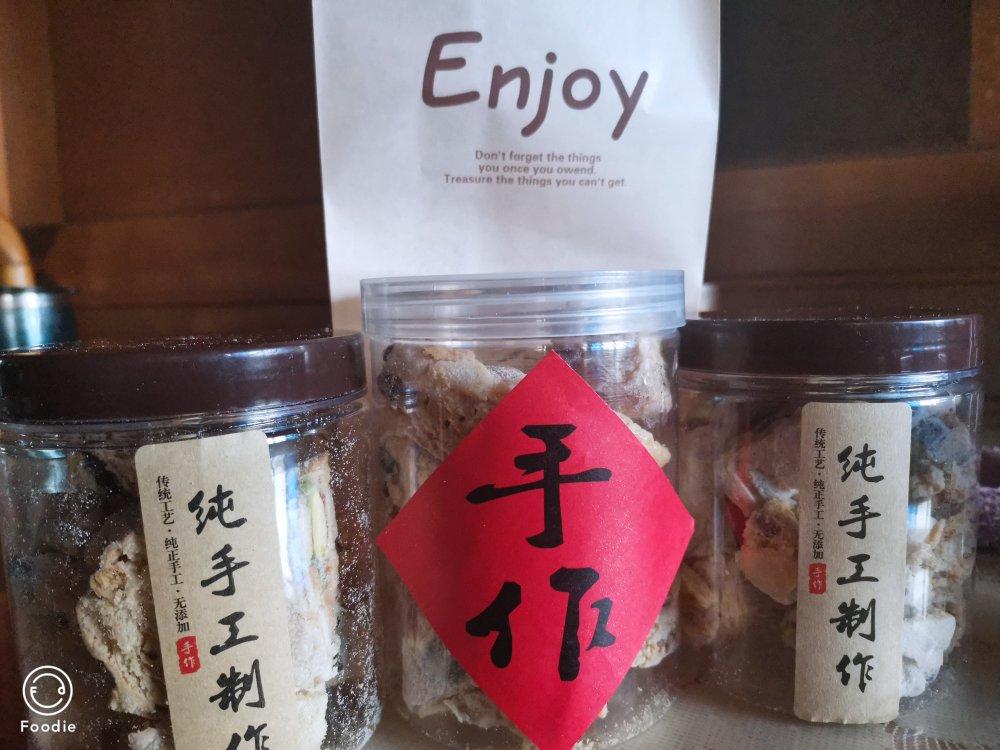 Enjoy
Don't forget the things
you once you owend.
Treasure the things you can't get.
传统工艺·纯正手工·无添加
手作
纯手工制作
手作
传统工艺·纯正手工·无添加
手作
纯手工制作
Foodie